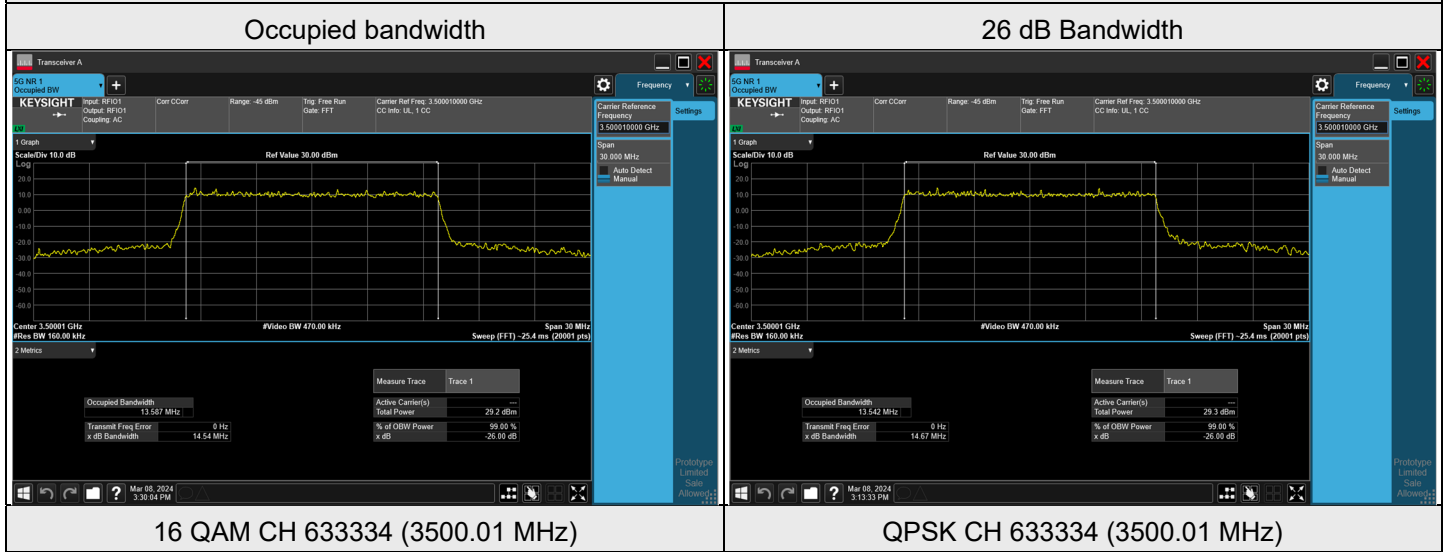 Occupied bandwidth
Transceiver A
5G NR 1
Occupied BW
+
Frequency
KEYSIGHT
Input: RFIO1
Output: RFIO1
Coupling: AC
Corr CCorr
Range: -45 dBm
Trig: Free Run
Gate: FFT
Carrier Ref Freq: 3.500010000 GHz
CC Info: UL, 1 CC
LXI
Carrier Reference
Frequency
3.500010000 GHz
Settings
Span
30.000 MHz
Auto Detect
Manual
1 Graph
Scale/Div 10.0 dB
Ref Value 30.00 dBm
Log
20.0
10.0
0.00
-10.0
-20.0
-30.0
-40.0
-50.0
-60.0
Center 3.50001 GHz
#Video BW 470.00 kHz
Span 30 MHz
#Res BW 160.00 kHz
Sweep (FFT) ~25.4 ms (20001 pts)
2 Metrics
Measure Trace Trace 1
Occupied Bandwidth
13.587 MHz
Active Carrier(s) ---
Total Power 29.2 dBm
Transmit Freq Error 0 Hz
x dB Bandwidth 14.54 MHz
% of OBW Power 99.00 %
x dB -26.00 dB
Prototype
Limited
Sale
Allowed
?
Mar 08, 2024
3:30:04 PM
16 QAM CH 633334 (3500.01 MHz)
26 dB Bandwidth
Transceiver A
5G NR 1
Occupied BW
+
Frequency
KEYSIGHT
Input: RFIO1
Output: RFIO1
Coupling: AC
Corr CCorr
Range: -45 dBm
Trig: Free Run
Gate: FFT
Carrier Ref Freq: 3.500010000 GHz
CC Info: UL, 1 CC
LXI
Carrier Reference
Frequency
3.500010000 GHz
Settings
Span
30.000 MHz
Auto Detect
Manual
1 Graph
Scale/Div 10.0 dB
Ref Value 30.00 dBm
Log
20.0
10.0
0.00
-10.0
-20.0
-30.0
-40.0
-50.0
-60.0
Center 3.50001 GHz
#Video BW 470.00 kHz
Span 30 MHz
#Res BW 160.00 kHz
Sweep (FFT) ~25.4 ms (20001 pts)
2 Metrics
Measure Trace Trace 1
Occupied Bandwidth
13.542 MHz
Active Carrier(s) ---
Total Power 29.3 dBm
Transmit Freq Error 0 Hz
x dB Bandwidth 14.67 MHz
% of OBW Power 99.00 %
x dB -26.00 dB
Prototype
Limited
Sale
Allowed
?
Mar 08, 2024
3:13:33 PM
QPSK CH 633334 (3500.01 MHz)